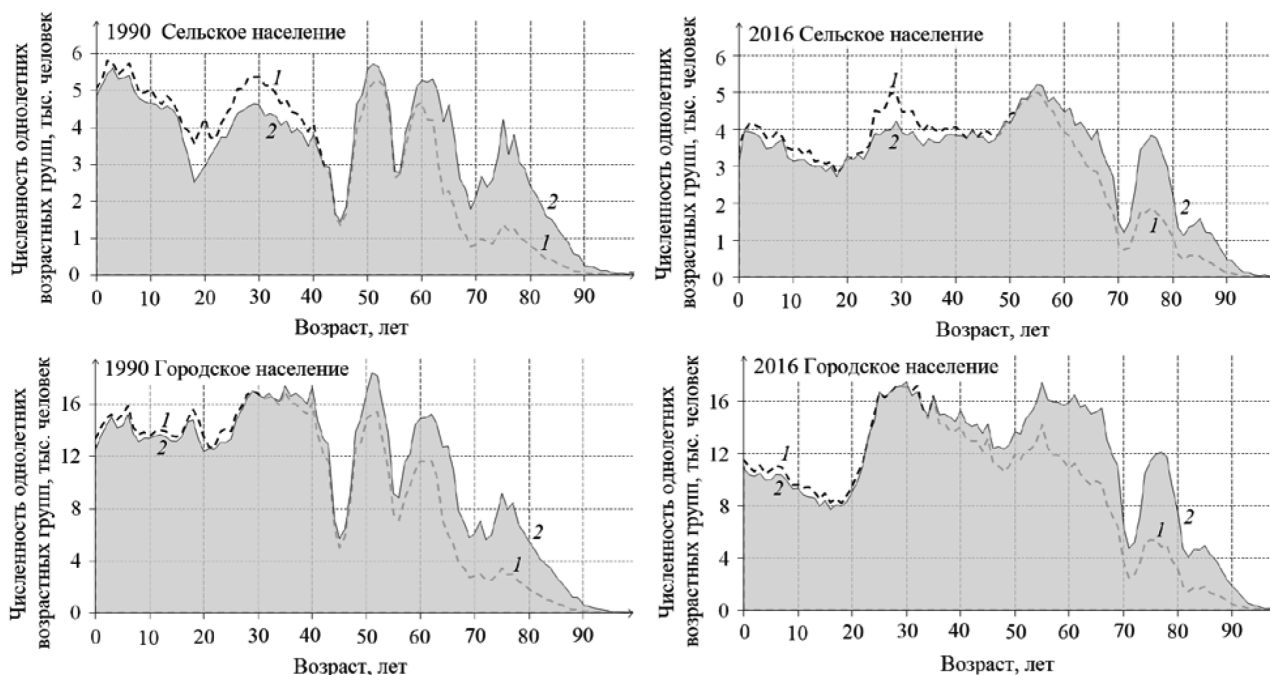 1990 Сельское население
Численность однолетних
возрастных групп, тыс. человек
6
5
4
3
2
1
0
1
2
2
1
0 10 20 30 40 50 60 70 80 90
Возраст, лет
2016 Сельское население
Численность однолетних
возрастных групп, тыс. человек
6
5
4
3
2
1
0
1
2
2
1
0 10 20 30 40 50 60 70 80 90
Возраст, лет
1990 Городское население
Численность однолетних
возрастных групп, тыс. человек
16
12
8
4
0
1
2
2
1
0 10 20 30 40 50 60 70 80 90
Возраст, лет
2016 Городское население
Численность однолетних
возрастных групп, тыс. человек
16
12
8
4
0
1
2
1
2
0 10 20 30 40 50 60 70 80 90
Возраст, лет